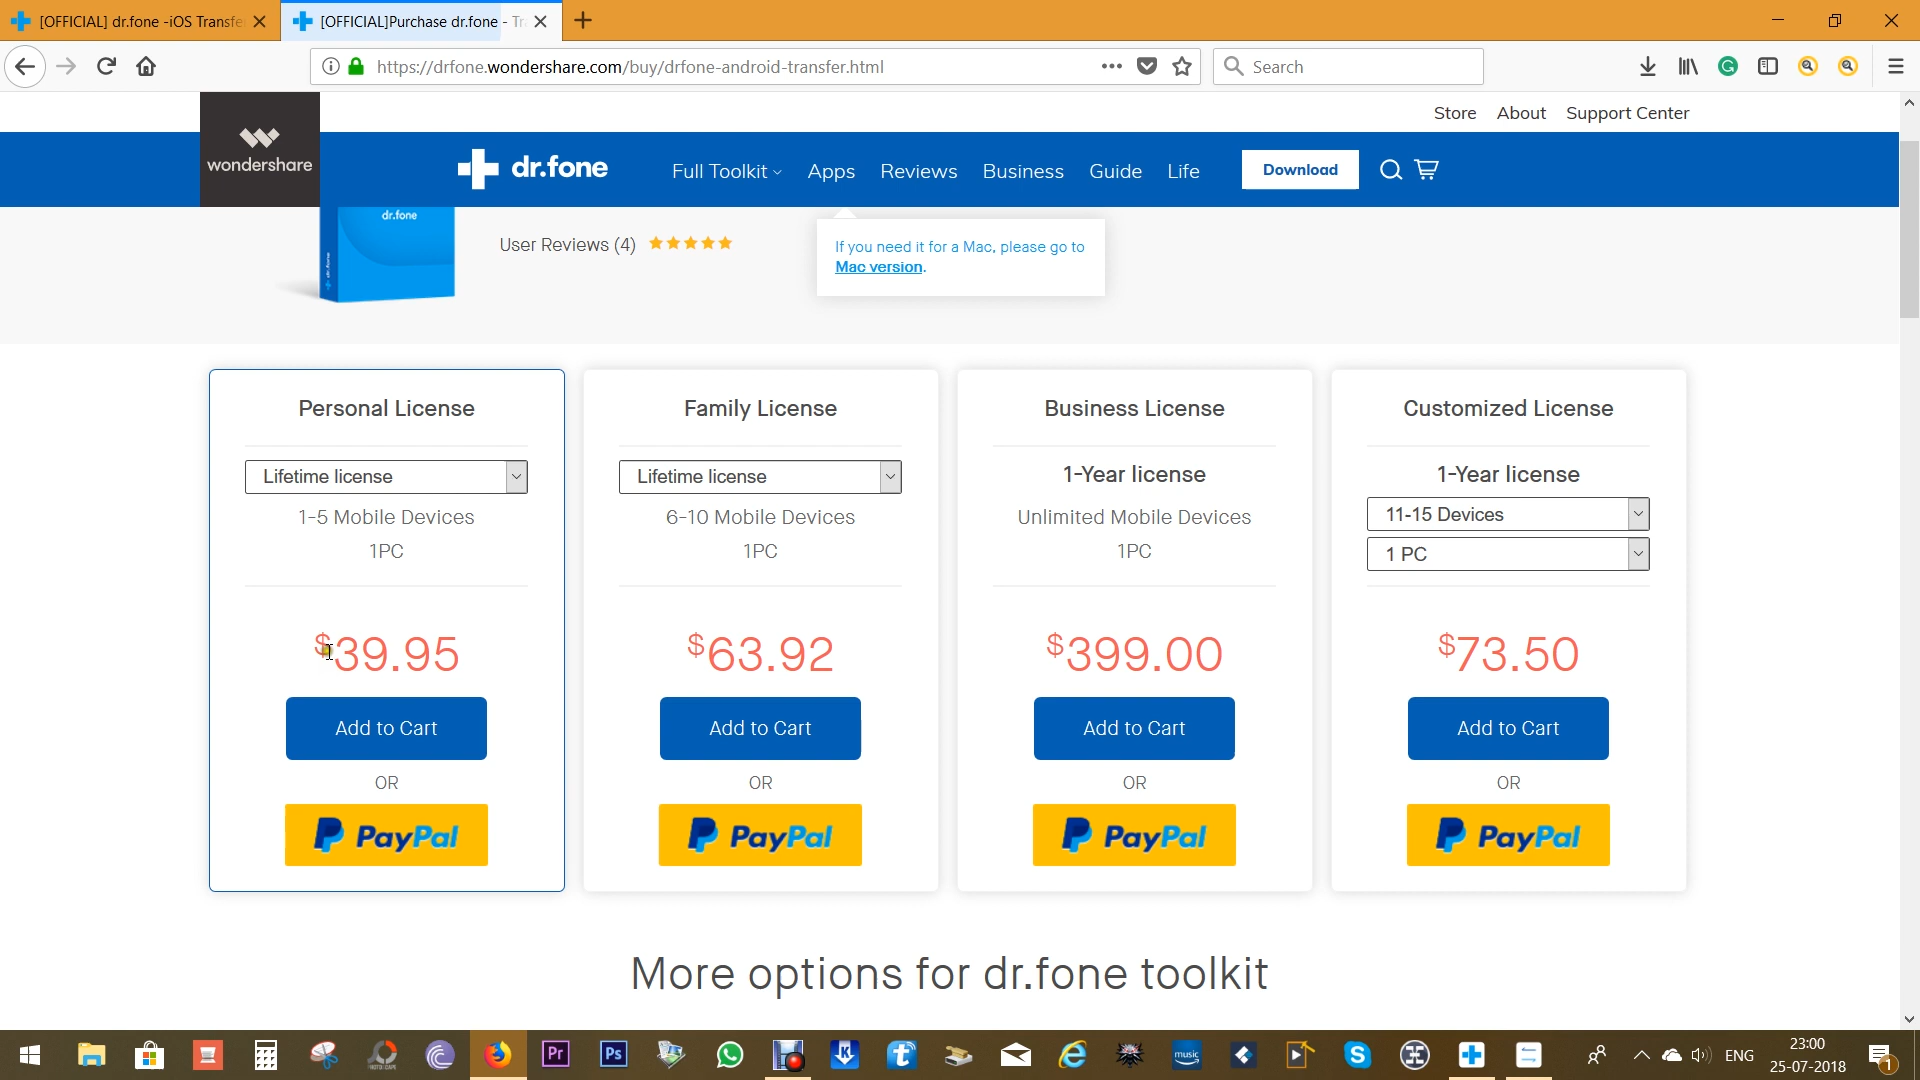 [OFFICIAL] dr.fone -iOS Transfe
[OFFICIAL]Purchase dr.fone - Tr
https://drfone.wondershare.com/buy/drfone-android-transfer.html
Search
Store About Support Center
wondershare
dr.fone
Full Toolkit Apps Reviews Business Guide Life
Download
dr.fone
User Reviews (4)
If you need it for a Mac, please go to
Mac version.
Personal License
Lifetime license
1-5 Mobile Devices
1PC
$39.95
Add to Cart
OR
PayPal
Family License
Lifetime license
6-10 Mobile Devices
1PC
$63.92
Add to Cart
OR
PayPal
Business License
1-Year license
Unlimited Mobile Devices
1PC
$399.00
Add to Cart
OR
PayPal
Customized License
1-Year license
11-15 Devices
1 PC
$73.50
Add to Cart
OR
PayPal
More options for dr.fone toolkit
Pr
Ps
music
ENG
23:00
25-07-2018
1